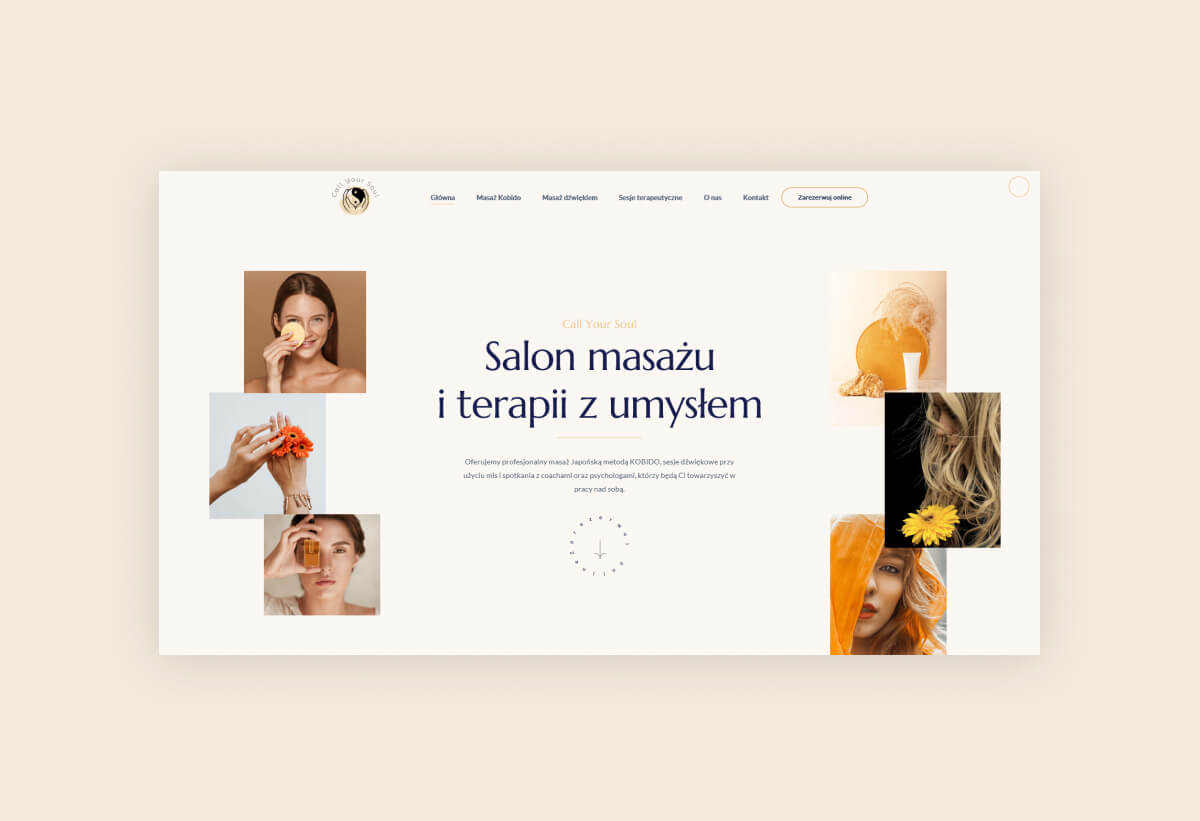 Call Your Soul
Główna Masaż Kobido Masaż dźwiękiem Sesje terapeutyczne O nas Kontakt Zarezerwuj online
Call Your Soul
Salon masażu
i terapii z umysłem
Oferujemy profesjonalny masaż Japońską metodą KOBIDO, sesje dźwiękowe przy
użyciu mis i spotkania z coachami oraz psychologami, którzy będą Ci towarzyszyć w
pracy nad sobą.